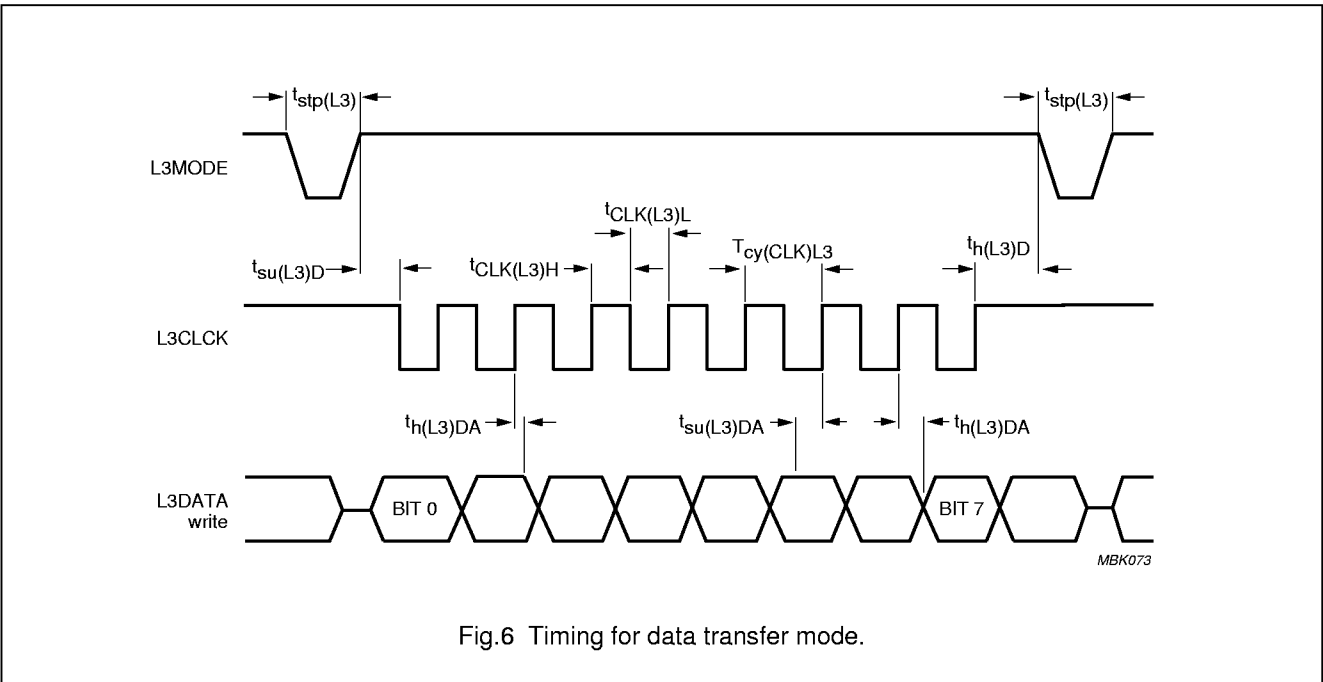 tstp(L3)
tstp(L3)
L3MODE
tCLK(L3)L
tsu(L3)D
tCLK(L3)H
Tcy(CLK)L3
th(L3)D
L3CLCK
th(L3)DA
tsu(L3)DA
th(L3)DA
L3DATA
write
BIT 0
BIT 7
MBK073
Fig.6 Timing for data transfer mode.